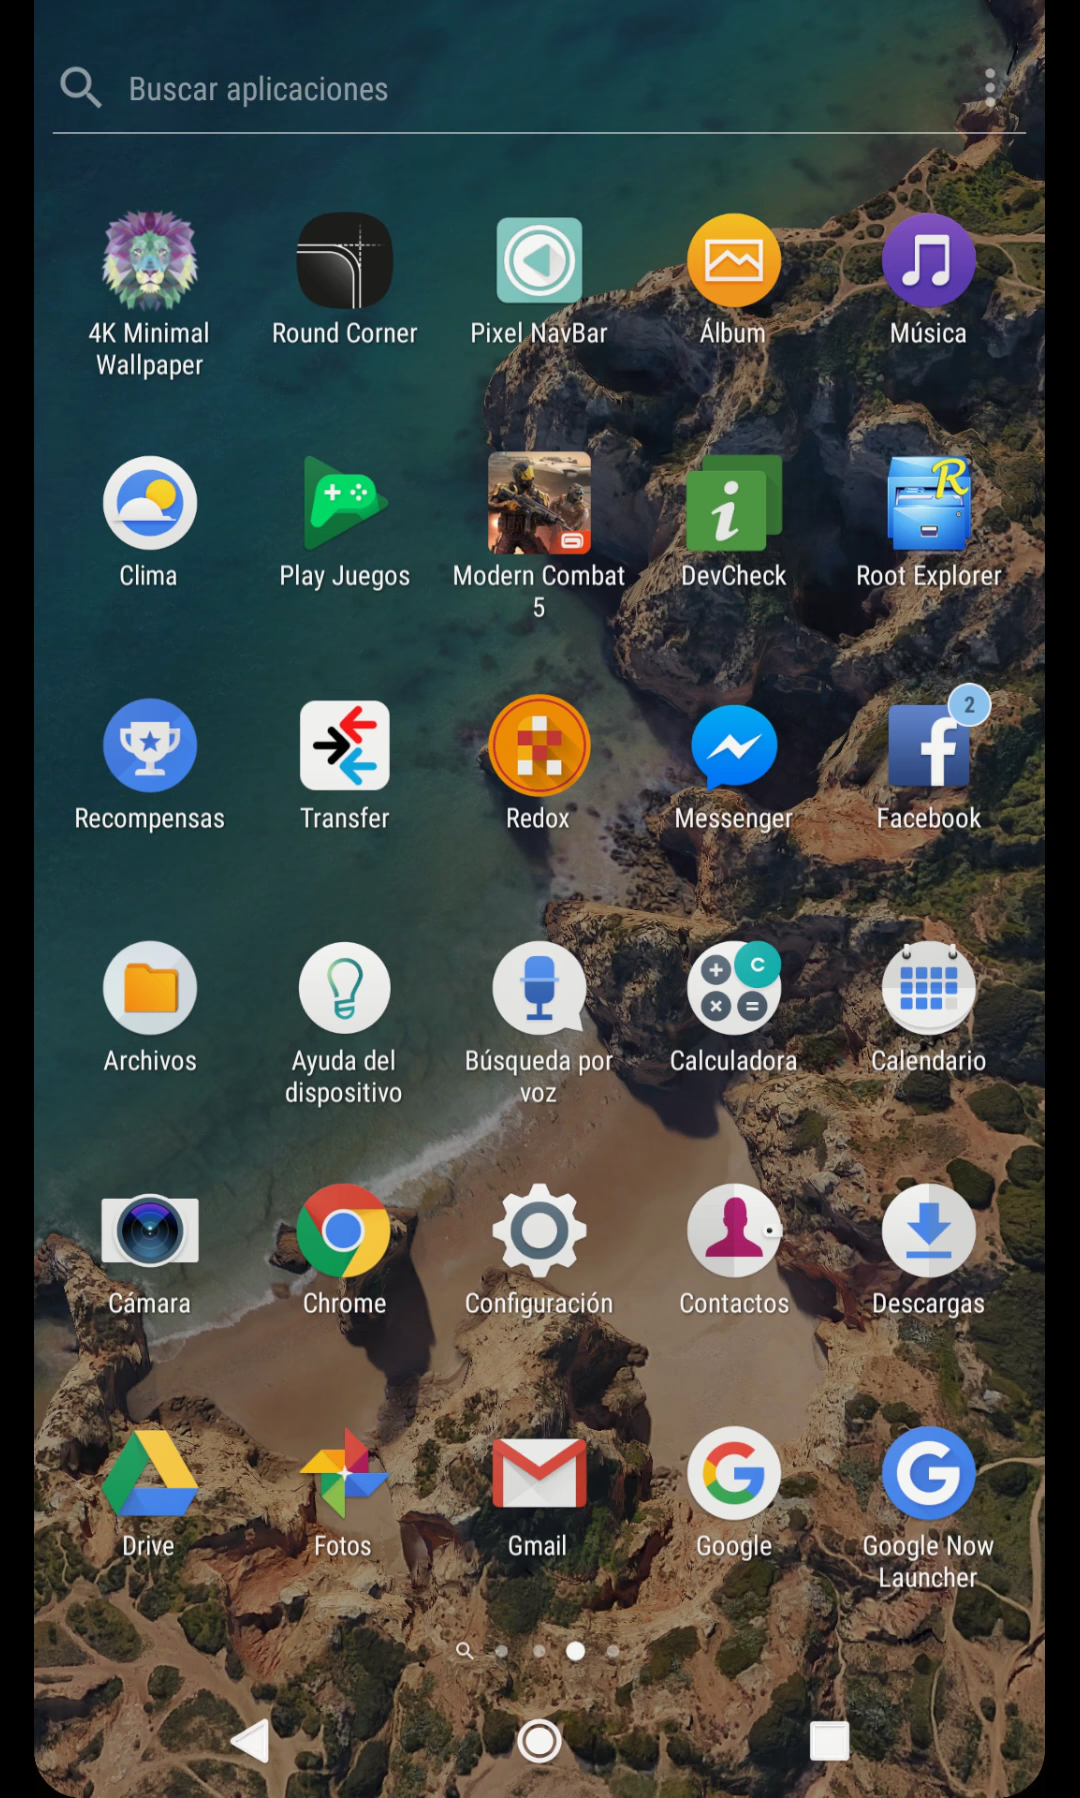 Buscar aplicaciones
4K Minimal
Wallpaper
Round Corner
Pixel NavBar
Álbum
Música
Clima
Play Juegos
Modern Combat
5
DevCheck
Root Explorer
R
i
Recompensas
Transfer
Redox
Messenger
Facebook
2
Archivos
Ayuda del
dispositivo
Búsqueda por
voz
Calculadora
C
Calendario
Cámara
Chrome
Configuración
Contactos
Descargas
Drive
Fotos
Gmail
Google
Google Now
Launcher